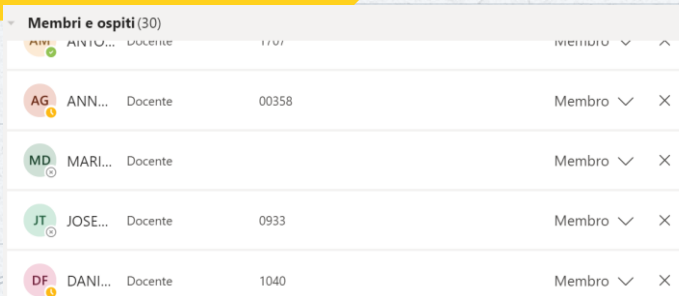 Membri e ospiti (30)
AM ANTO... Docente 1707 Membro
AG ANN... Docente 00358 Membro
MD MARI... Docente Membro
JT JOSE... Docente 0933 Membro
DF DANI... Docente 1040 Membro